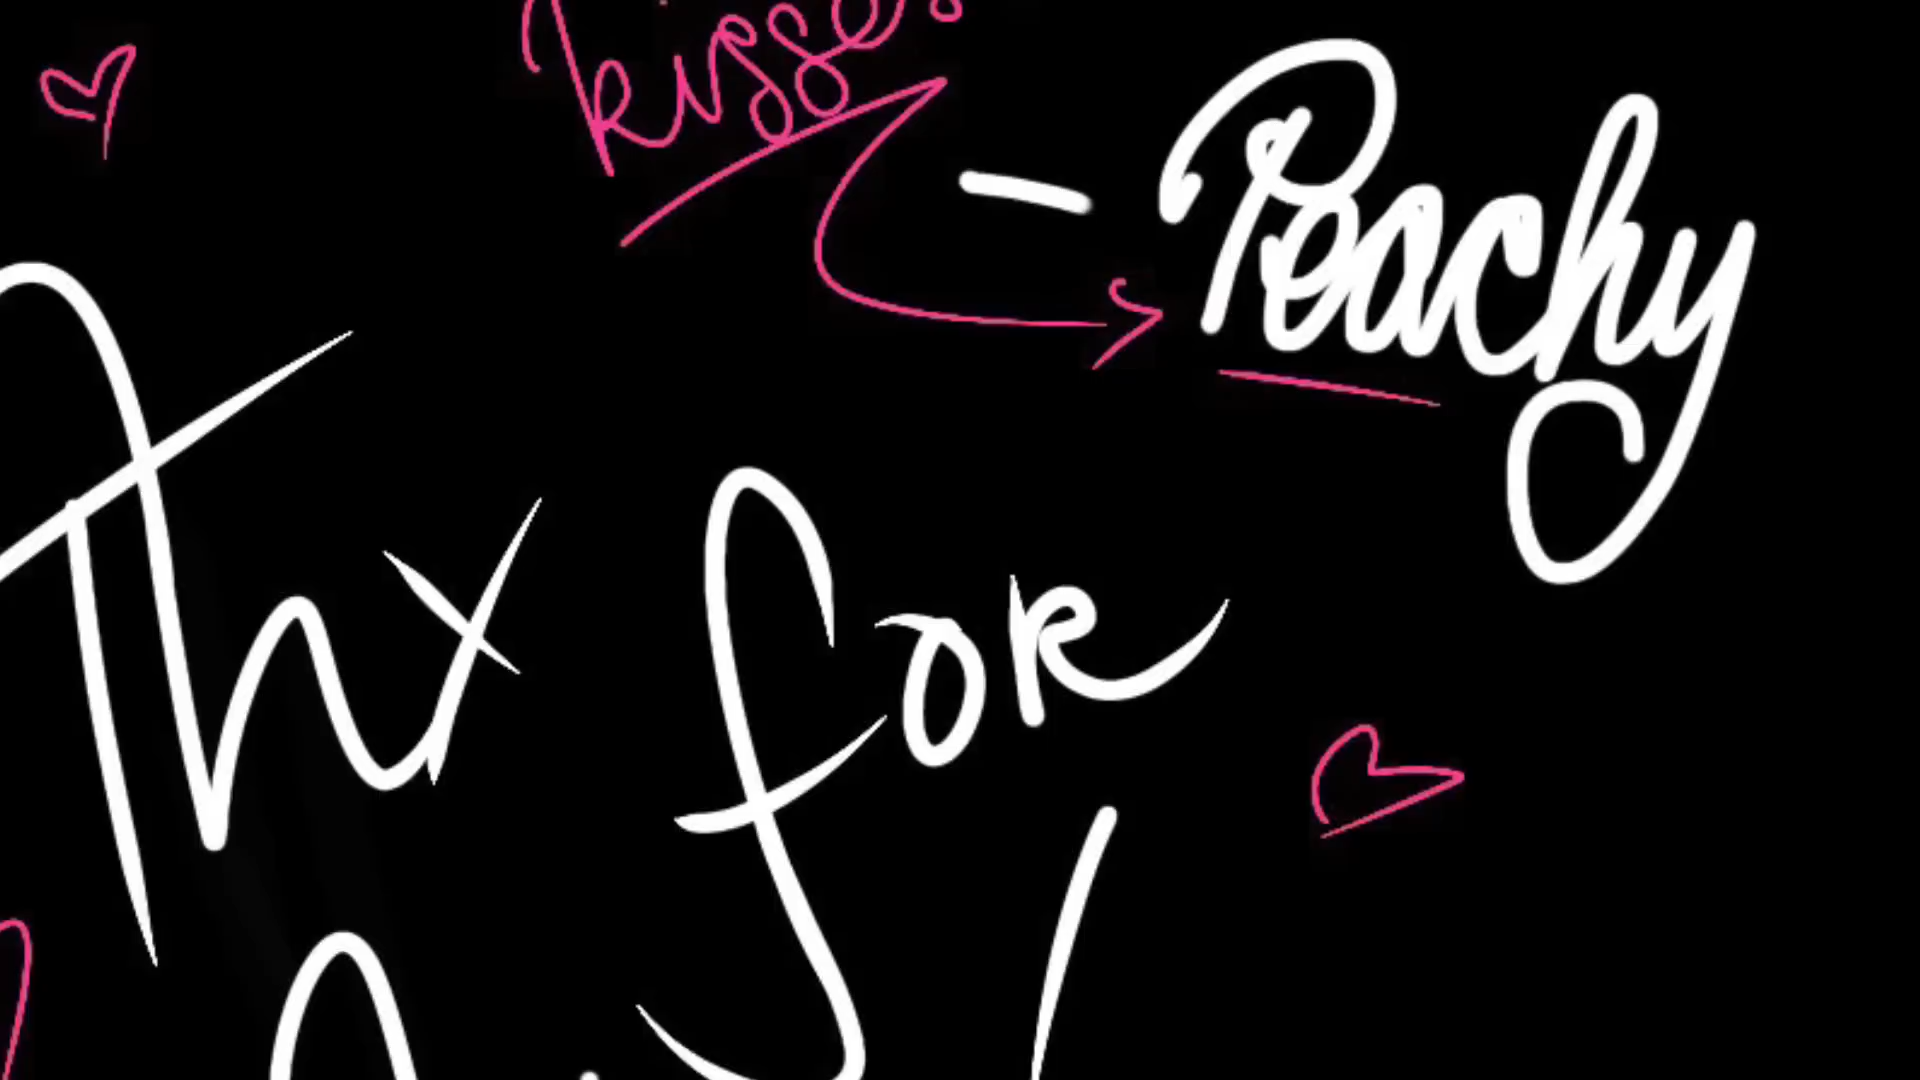 kisses
- Peachy
Thx for